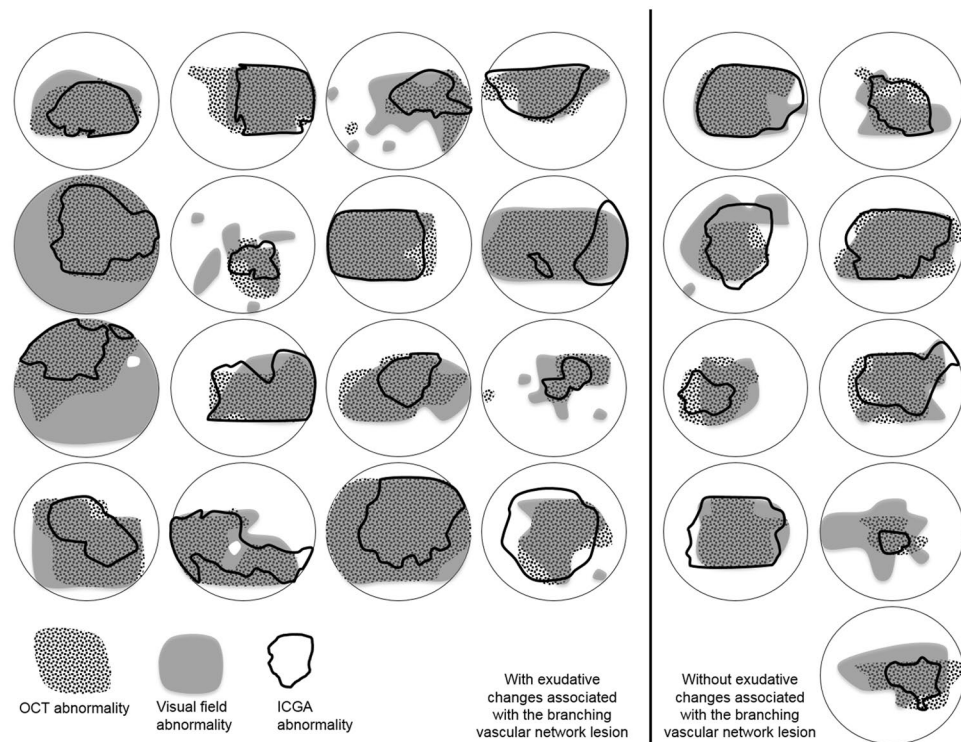 OCT abnormality
Visual field
abnormality
ICGA
abnormality
With exudative
changes associated
with the branching
vascular network lesion
Without exudative
changes associated
with the branching
vascular network lesion